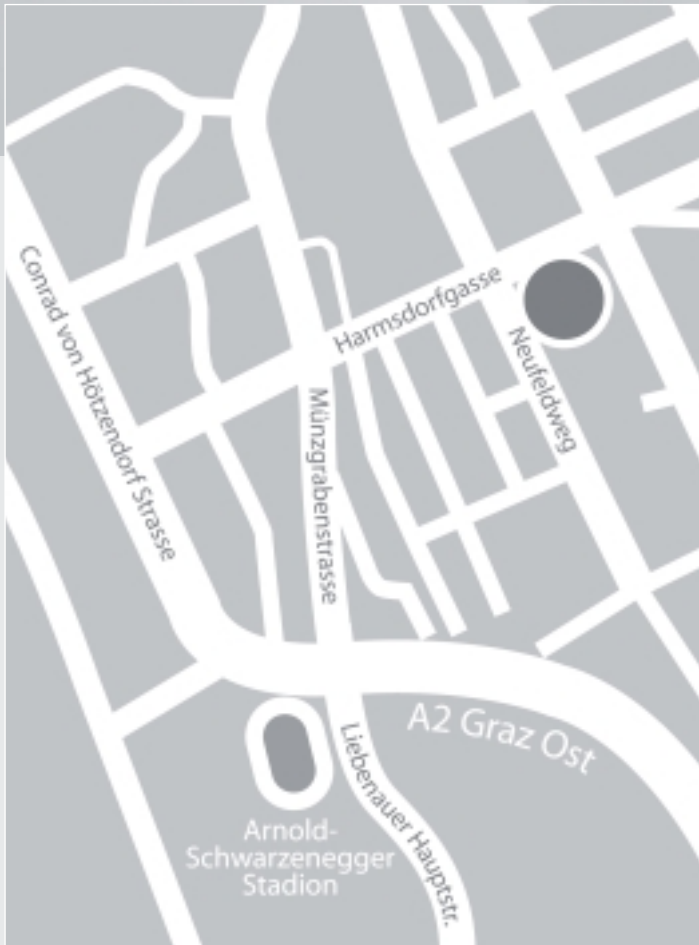 Conrad von Hötzendorf Strasse
Harmsdorfgasse
Neufeldweg
Münzgrabenstrasse
A2 Graz Ost
Liebenauer Hauptstr.
Arnold-
Schwarzenegger
Stadion